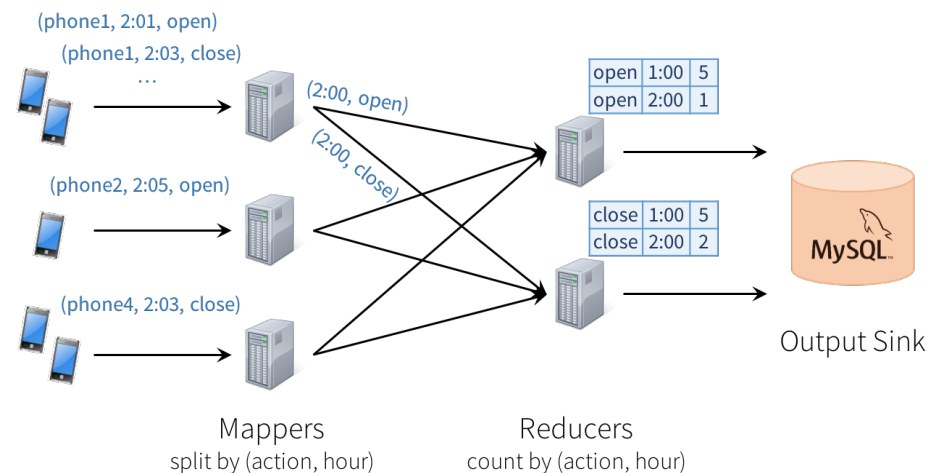 (phone1, 2:01, open)
(phone1, 2:03, close)
…
(phone2, 2:05, open)
(phone4, 2:03, close)
(2:00, open)
(2:00, close)
open 1:00 5
open 2:00 1
close 1:00 5
close 2:00 2
MySQL™
Output Sink
Mappers
split by (action, hour)
Reducers
count by (action, hour)